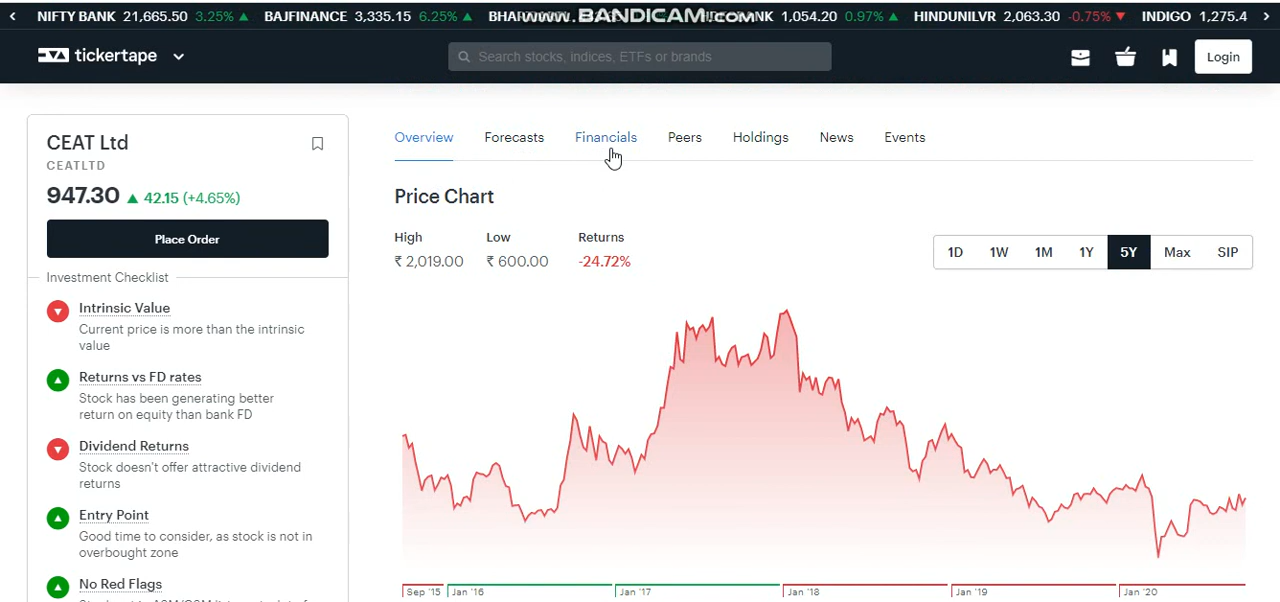 NIFTY BANK 21,665.50 3.25% BAJFINANCE 3,335.15 6.25% BHAR NK 1,054.20 0.97% HINDUNILVR 2,063.30 -0.75% INDIGO 1,275.4
www.BANDICAM.com
tickertape
Search stocks, indices, ETFs or brands
Login
CEAT Ltd
CEATLTD
947.30 42.15 (+4.65%)
Place Order
Investment Checklist
Intrinsic Value
Current price is more than the intrinsic
value
Returns vs FD rates
Stock has been generating better
return on equity than bank FD
Dividend Returns
Stock doesn't offer attractive dividend
returns
Entry Point
Good time to consider, as stock is not in
overbought zone
No Red Flags
Overview Forecasts Financials Peers Holdings News Events
Price Chart
High Low Returns
₹ 2,019.00 ₹ 600.00 -24.72%
1D 1W 1M 1Y 5Y Max SIP
Sep '15 Jan '16 Jan '17 Jan '18 Jan '19 Jan '20